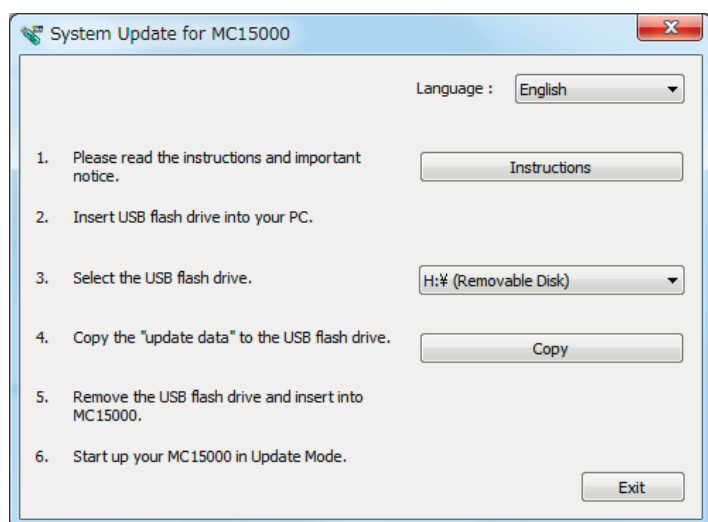 System Update for MC15000
Language : English
1. Please read the instructions and important
notice.
Instructions
2. Insert USB flash drive into your PC.
3. Select the USB flash drive. H:¥ (Removable Disk)
4. Copy the "update data" to the USB flash drive. Copy
5. Remove the USB flash drive and insert into
MC15000.
6. Start up your MC15000 in Update Mode.
Exit